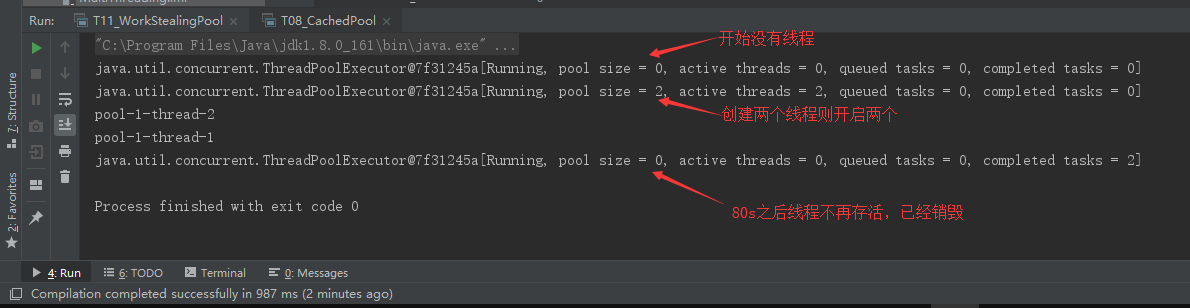 Run: T11_WorkStealingPool × T08_CachedPool ×
"C:\Program Files\Java\jdk1.8.0_161\bin\java.exe" ...
开始没有线程
java.util.concurrent.ThreadPoolExecutor@7f31245a[Running, pool size = 0, active threads = 0, queued tasks = 0, completed tasks = 0]
java.util.concurrent.ThreadPoolExecutor@7f31245a[Running, pool size = 2, active threads = 2, queued tasks = 0, completed tasks = 0]
pool-1-thread-2
创建两个线程则开启两个
pool-1-thread-1
java.util.concurrent.ThreadPoolExecutor@7f31245a[Running, pool size = 0, active threads = 0, queued tasks = 0, completed tasks = 2]
Process finished with exit code 0
80s之后线程不再存活，已经销毁
7: Structure
2: Favorites
4: Run 6: TODO Terminal 0: Messages
Compilation completed successfully in 987 ms (2 minutes ago)